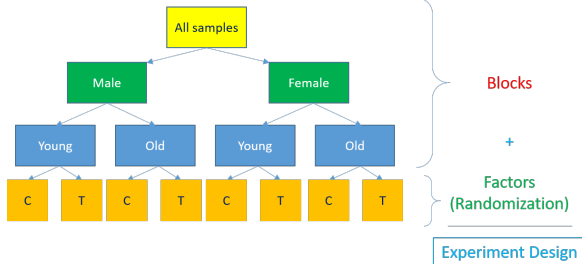 All samples
Male
Female
Blocks
Young
Old
Young
Old
+
C
T
C
T
C
T
C
T
Factors
(Randomization)
Experiment Design